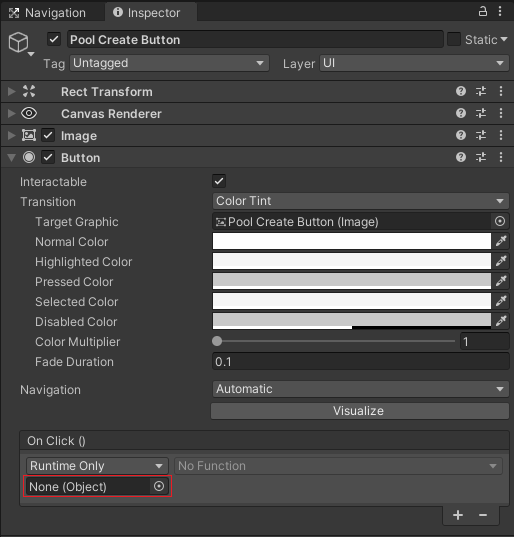 Navigation Inspector
Pool Create Button Static
Tag Untagged Layer UI
Rect Transform
Canvas Renderer
Image
Button
Interactable
Transition Color Tint
Target Graphic Pool Create Button (Image)
Normal Color
Highlighted Color
Pressed Color
Selected Color
Disabled Color
Color Multiplier 1
Fade Duration 0.1
Navigation Automatic
Visualize
On Click ()
Runtime Only No Function
None (Object)